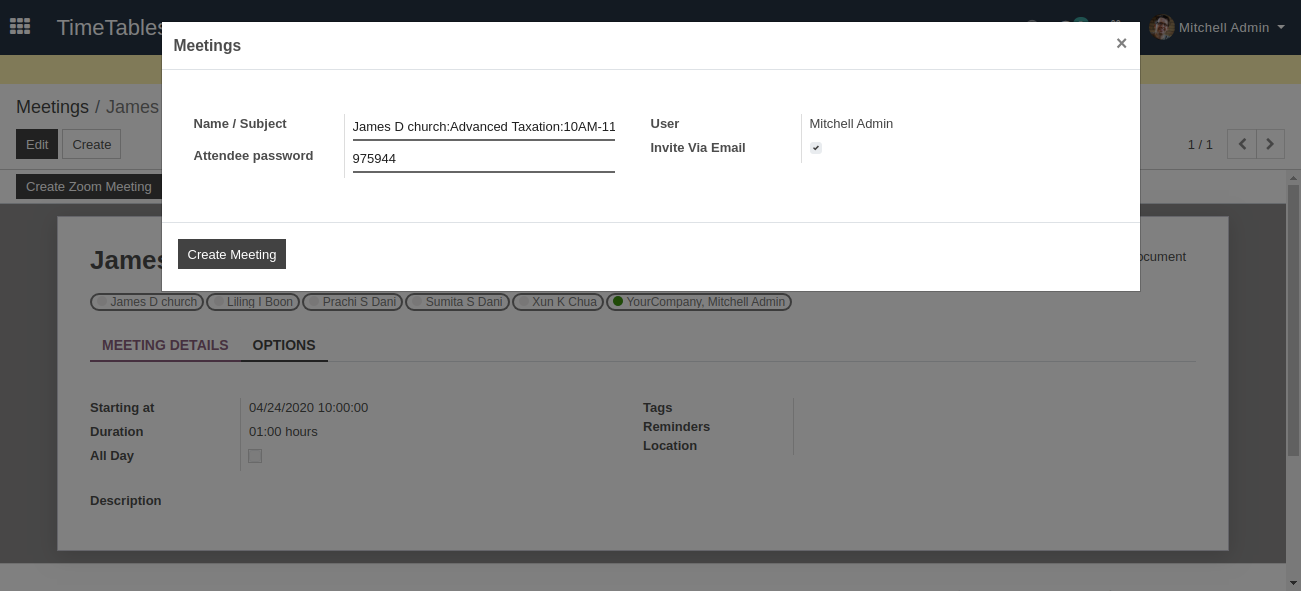 TimeTables
Mitchell Admin
Meetings
×
Meetings / James
Edit
Create
1 / 1
Name / Subject
James D church:Advanced Taxation:10AM-11
User
Mitchell Admin
Attendee password
975944
Invite Via Email
Create Zoom Meeting
Create Meeting
James
ocument
James D church
Liling I Boon
Prachi S Dani
Sumita S Dani
Xun K Chua
YourCompany, Mitchell Admin
MEETING DETAILS
OPTIONS
Starting at
04/24/2020 10:00:00
Tags
Duration
01:00 hours
Reminders
All Day
Location
Description